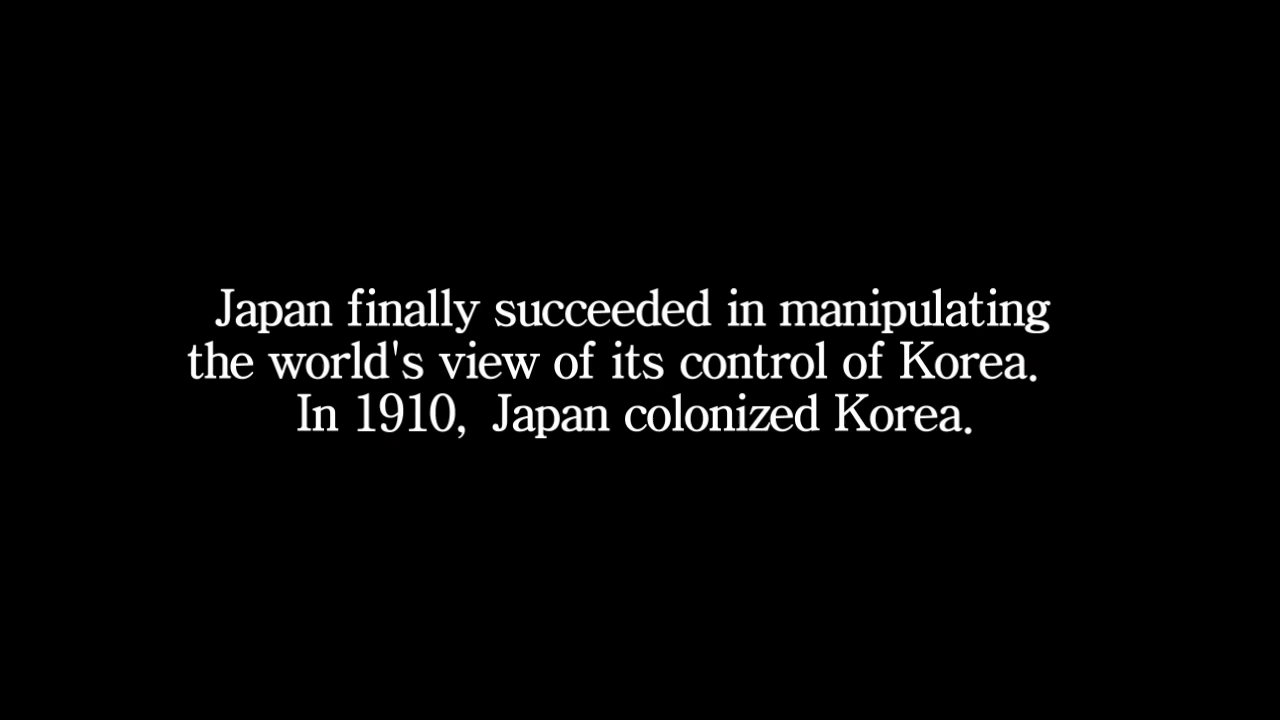 Japan finally succeeded in manipulating
the world's view of its control of Korea.
In 1910, Japan colonized Korea.